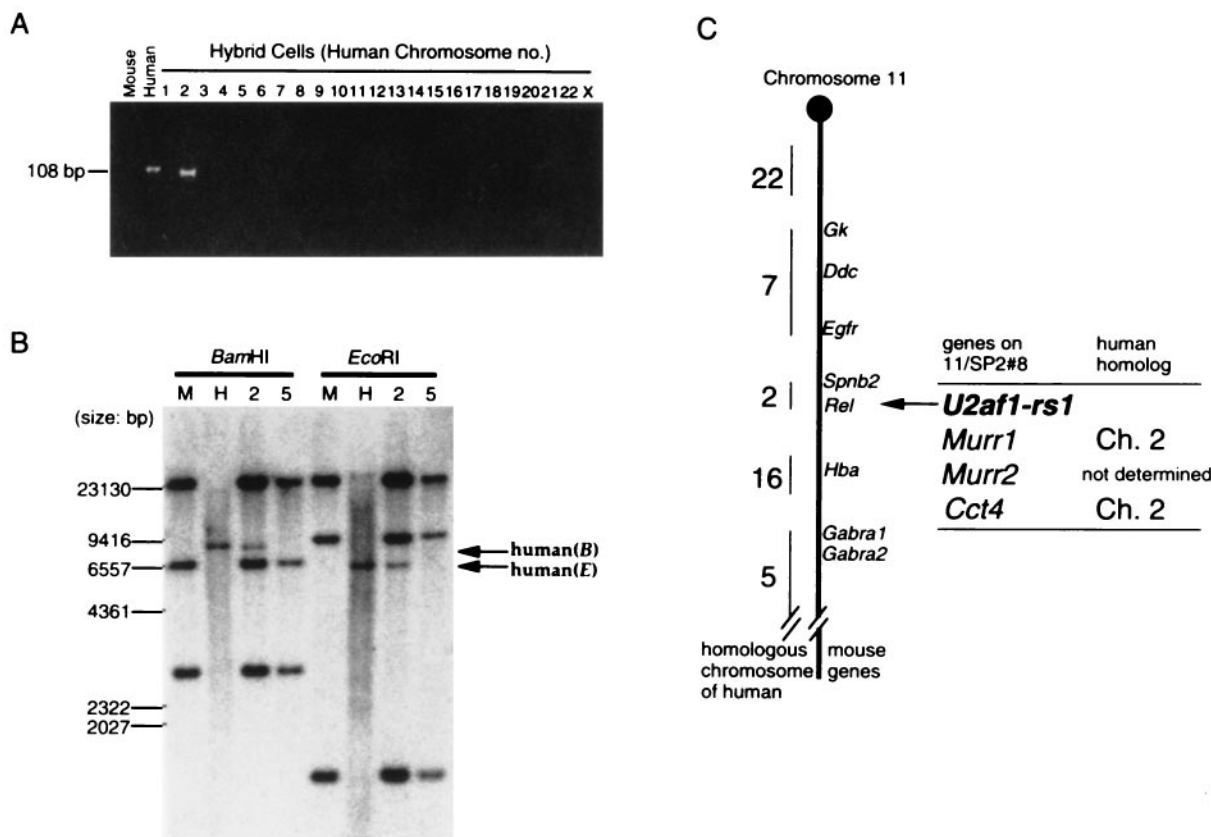 A
Hybrid Cells (Human Chromosome no.)
Mouse
Human
1 2 3 4 5 6 7 8 9 10 11 12 13 14 15 16 17 18 19 20 21 22 X
108 bp
B
BamHI EcoRI
M H 2 5 M H 2 5
(size: bp)
23130
9416
6557
4361
2322
2027
human(B)
human(E)
C
Chromosome 11
22
7
2
16
5
Gk
Ddc
Egfr
Spnb2
Rel
Hba
Gabra1
Gabra2
homologous
chromosome
of human
mouse
genes
genes on
11/SP2#8
human
homolog
U2af1-rs1
Murr1 Ch. 2
Murr2 not determined
Cct4 Ch. 2